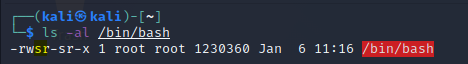 ┌──(kali㉿kali)-[~]
└─$ ls -al /bin/bash
-rwsr-sr-x 1 root root 1230360 Jan  6 11:16 /bin/bash